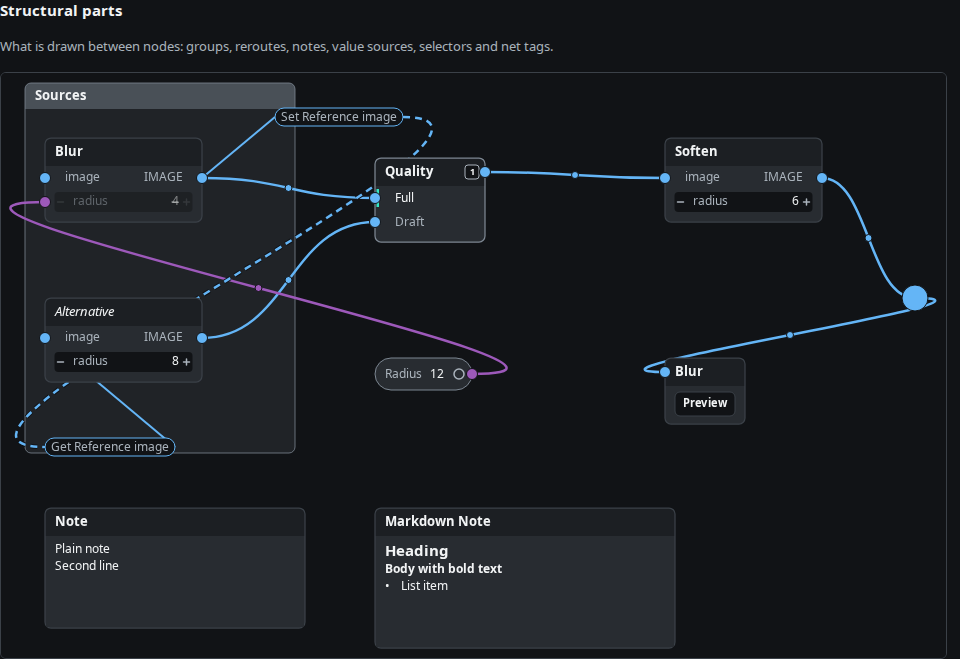 Structural parts
What is drawn between nodes: groups, reroutes, notes, value sources, selectors and net tags.
Sources
Set Reference image
Blur
image IMAGE
− radius 4 +
Quality 1
Full
Draft
Soften
image IMAGE
− radius 6 +
Alternative
image IMAGE
− radius 8 +
Radius 12
Blur
Preview
Get Reference image
Note
Plain note
Second line
Markdown Note
Heading
Body with bold text
• List item